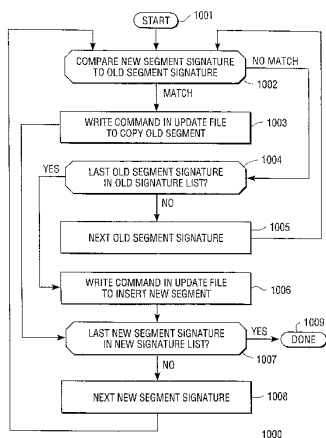 START
1001
COMPARE NEW SEGMENT SIGNATURE
TO OLD SEGMENT SIGNATURE
NO MATCH
1002
MATCH
WRITE COMMAND IN UPDATE FILE
TO COPY OLD SEGMENT
1003
YES
1004
LAST OLD SEGMENT SIGNATURE
IN OLD SIGNATURE LIST?
NO
1005
NEXT OLD SEGMENT SIGNATURE
WRITE COMMAND IN UPDATE FILE
TO INSERT NEW SEGMENT
1006
1009
LAST NEW SEGMENT SIGNATURE
IN NEW SIGNATURE LIST?
YES
DONE
1007
NO
NEXT NEW SEGMENT SIGNATURE
1008
1000